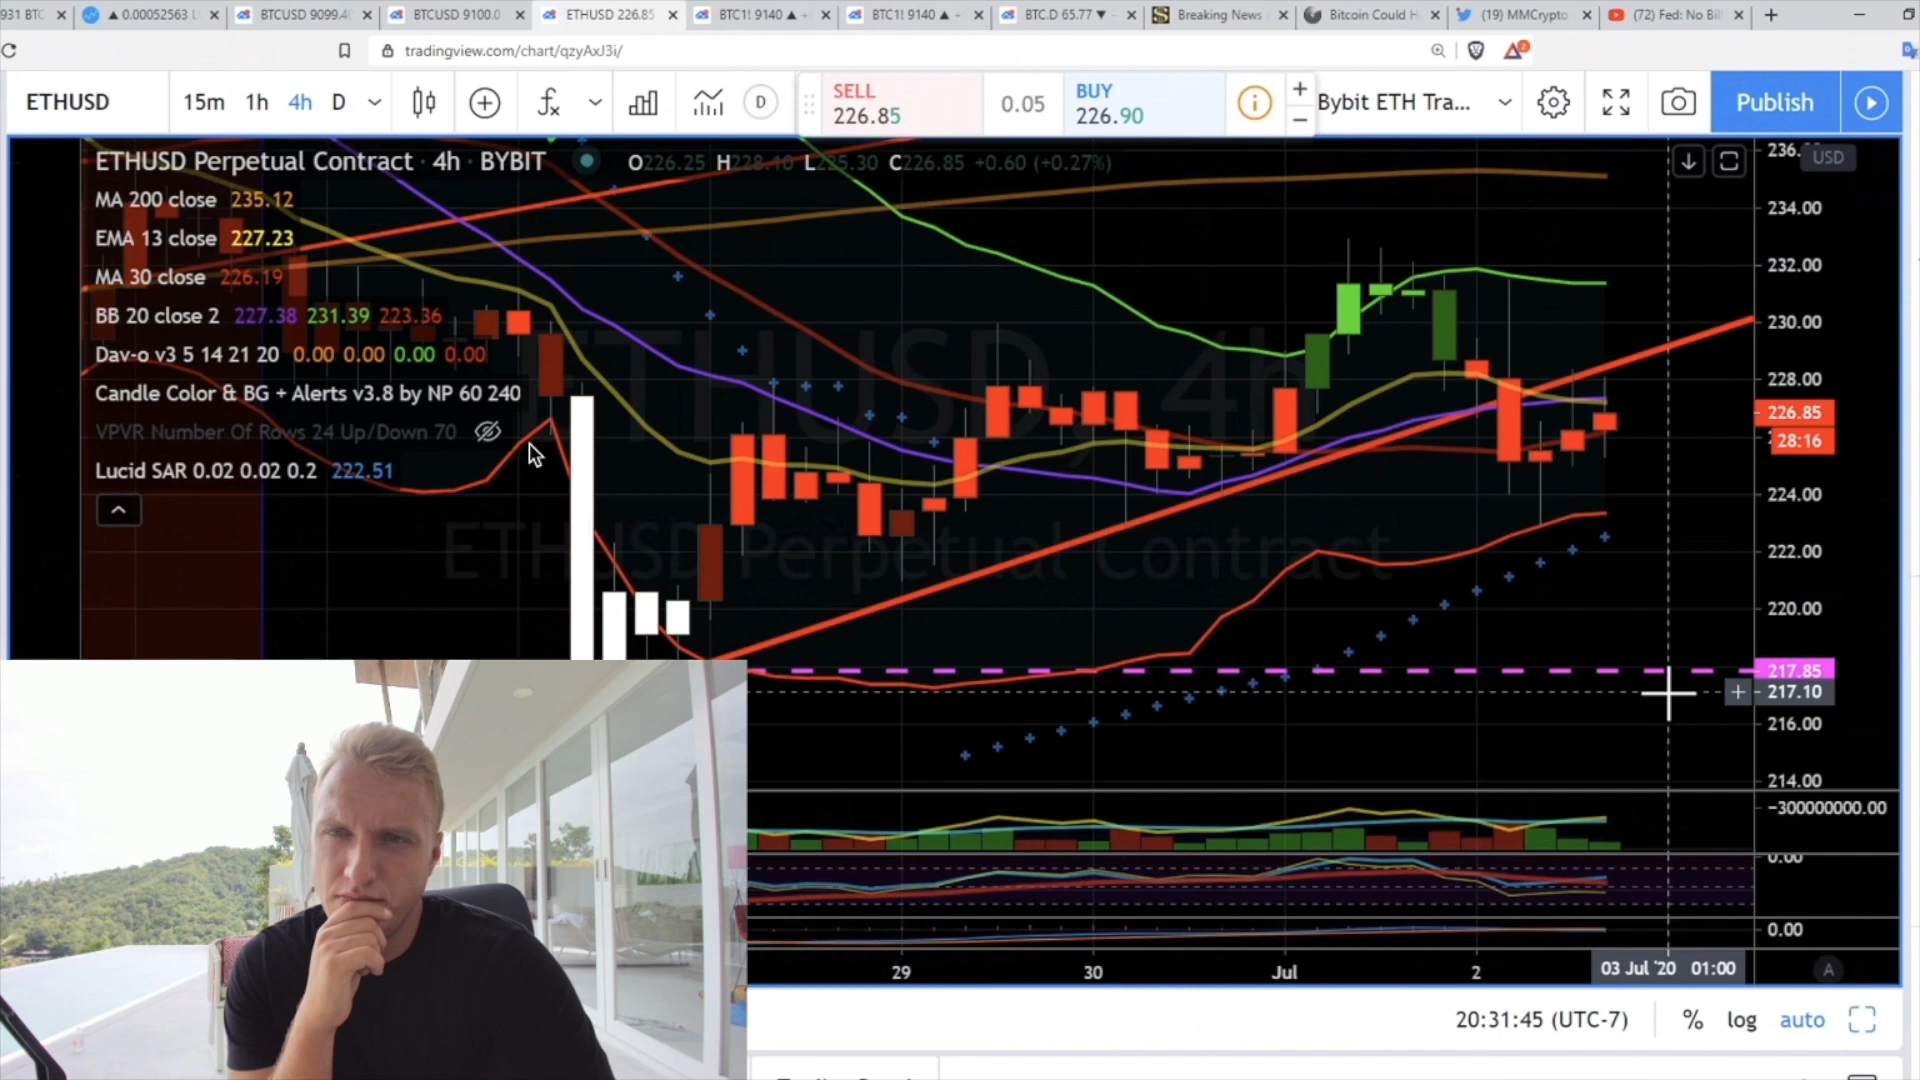 931 BTC
▲ 0.00052563
BTCUSD 9099.4
BTCUSD 9100.0
ETHUSD 226.85
BTC1! 9140 ▲
BTC1! 9140 ▲
BTC.D 65.77 ▼
Breaking News
Bitcoin Could H
(19) MMCrypto
(72) Fed: No Bil
tradingview.com/chart/qzyAxJ3i/
ETHUSD
15m 1h 4h D
D
SELL
226.85
0.05
BUY
226.90
Bybit ETH Tra...
Publish
ETHUSD Perpetual Contract · 4h · BYBIT O226.25 H228.10 L225.30 C226.85 +0.60 (+0.27%)
MA 200 close 235.12
EMA 13 close 227.23
MA 30 close 226.19
BB 20 close 2 227.38 231.39 223.36
Dav-o v3 5 14 21 20 0.00 0.00 0.00 0.00
Candle Color & BG + Alerts v3.8 by NP 60 240
VPVR Number Of Rows 24 Up/Down 70
Lucid SAR 0.02 0.02 0.2 222.51
ETHUSD, 4h
ETHUSD Perpetual Contract
USD
236.
234.00
232.00
230.00
228.00
226.85
28:16
224.00
222.00
220.00
217.85
217.10
216.00
214.00
−300000000.00
0.00
0.00
29 30 Jul 2
03 Jul '20 01:00
A
20:31:45 (UTC-7) % log auto